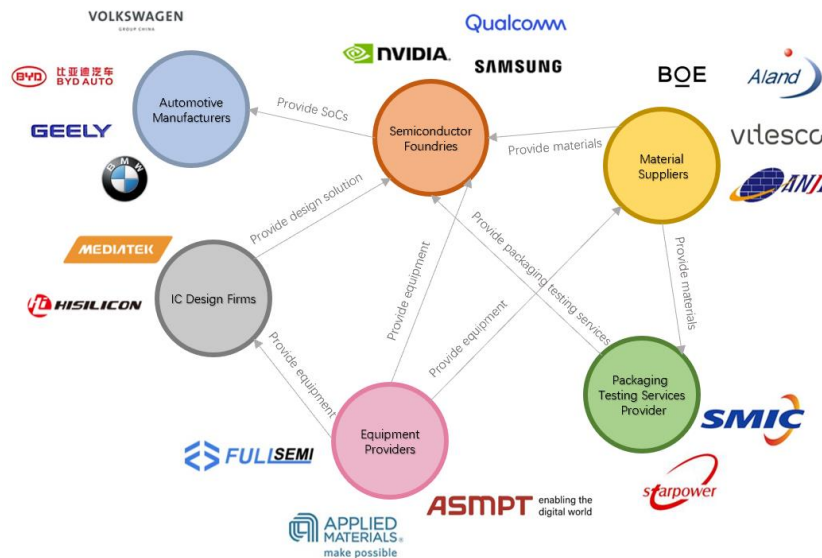 VOLKSWAGEN
GROUP CHINA
Qualcomm
NVIDIA.
SAMSUNG
BOE
Aland
BYD
比亚迪汽车
BYD AUTO
Automotive
Manufacturers
Provide SoCs
Semiconductor
Foundries
Provide materials
Material
Suppliers
GEELY
vitesco
BMW
Provide design solution
Provide packaging testing services
Provide materials
MEDIATEK
Hi HISILICON
IC Design Firms
Provide equipment
Provide equipment
Provide equipment
Packaging
Testing Services
Provider
SMIC
Equipment
Providers
FULLSEMI
starpower
ASMPT
enabling the
digital world
APPLIED
MATERIALS®
make possible